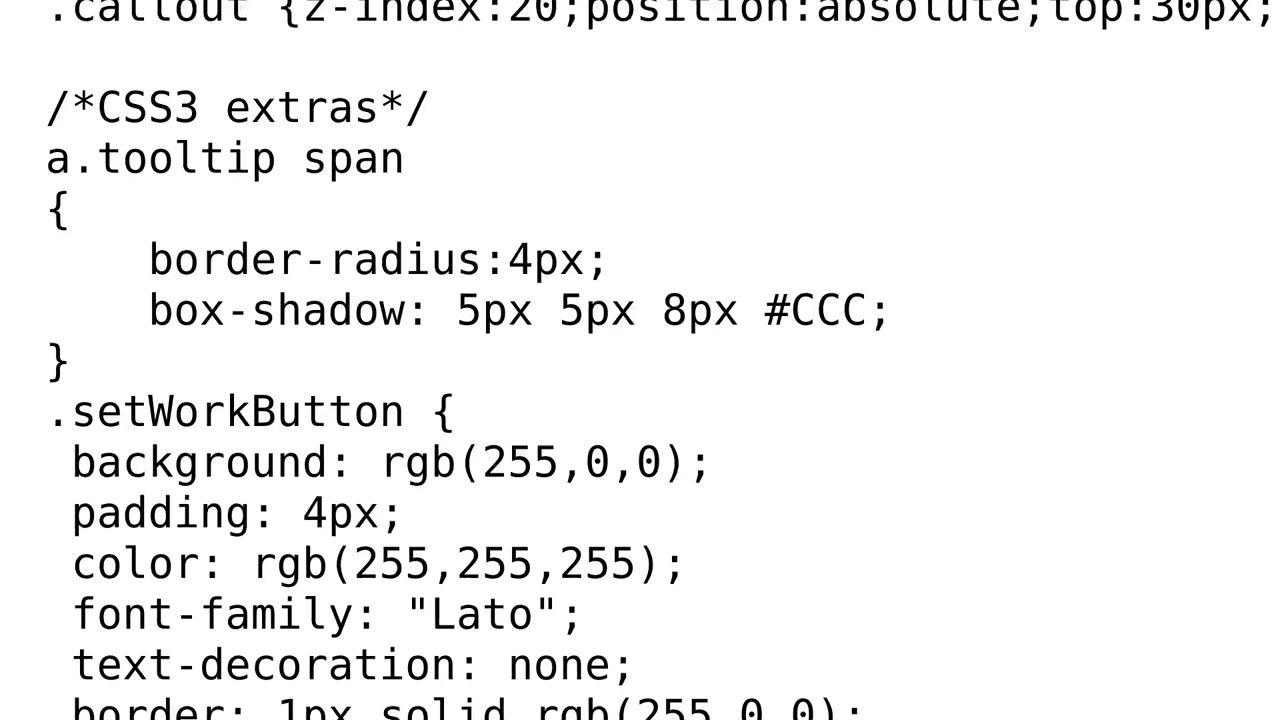 .callout {z-index:20;position:absolute;top:30px;

/*CSS3 extras*/
a.tooltip span
{
    border-radius:4px;
    box-shadow: 5px 5px 8px #CCC;
}
.setWorkButton {
 background: rgb(255,0,0);
 padding: 4px;
 color: rgb(255,255,255);
 font-family: "Lato";
 text-decoration: none;
 border: 1px solid rgb(255,0,0);